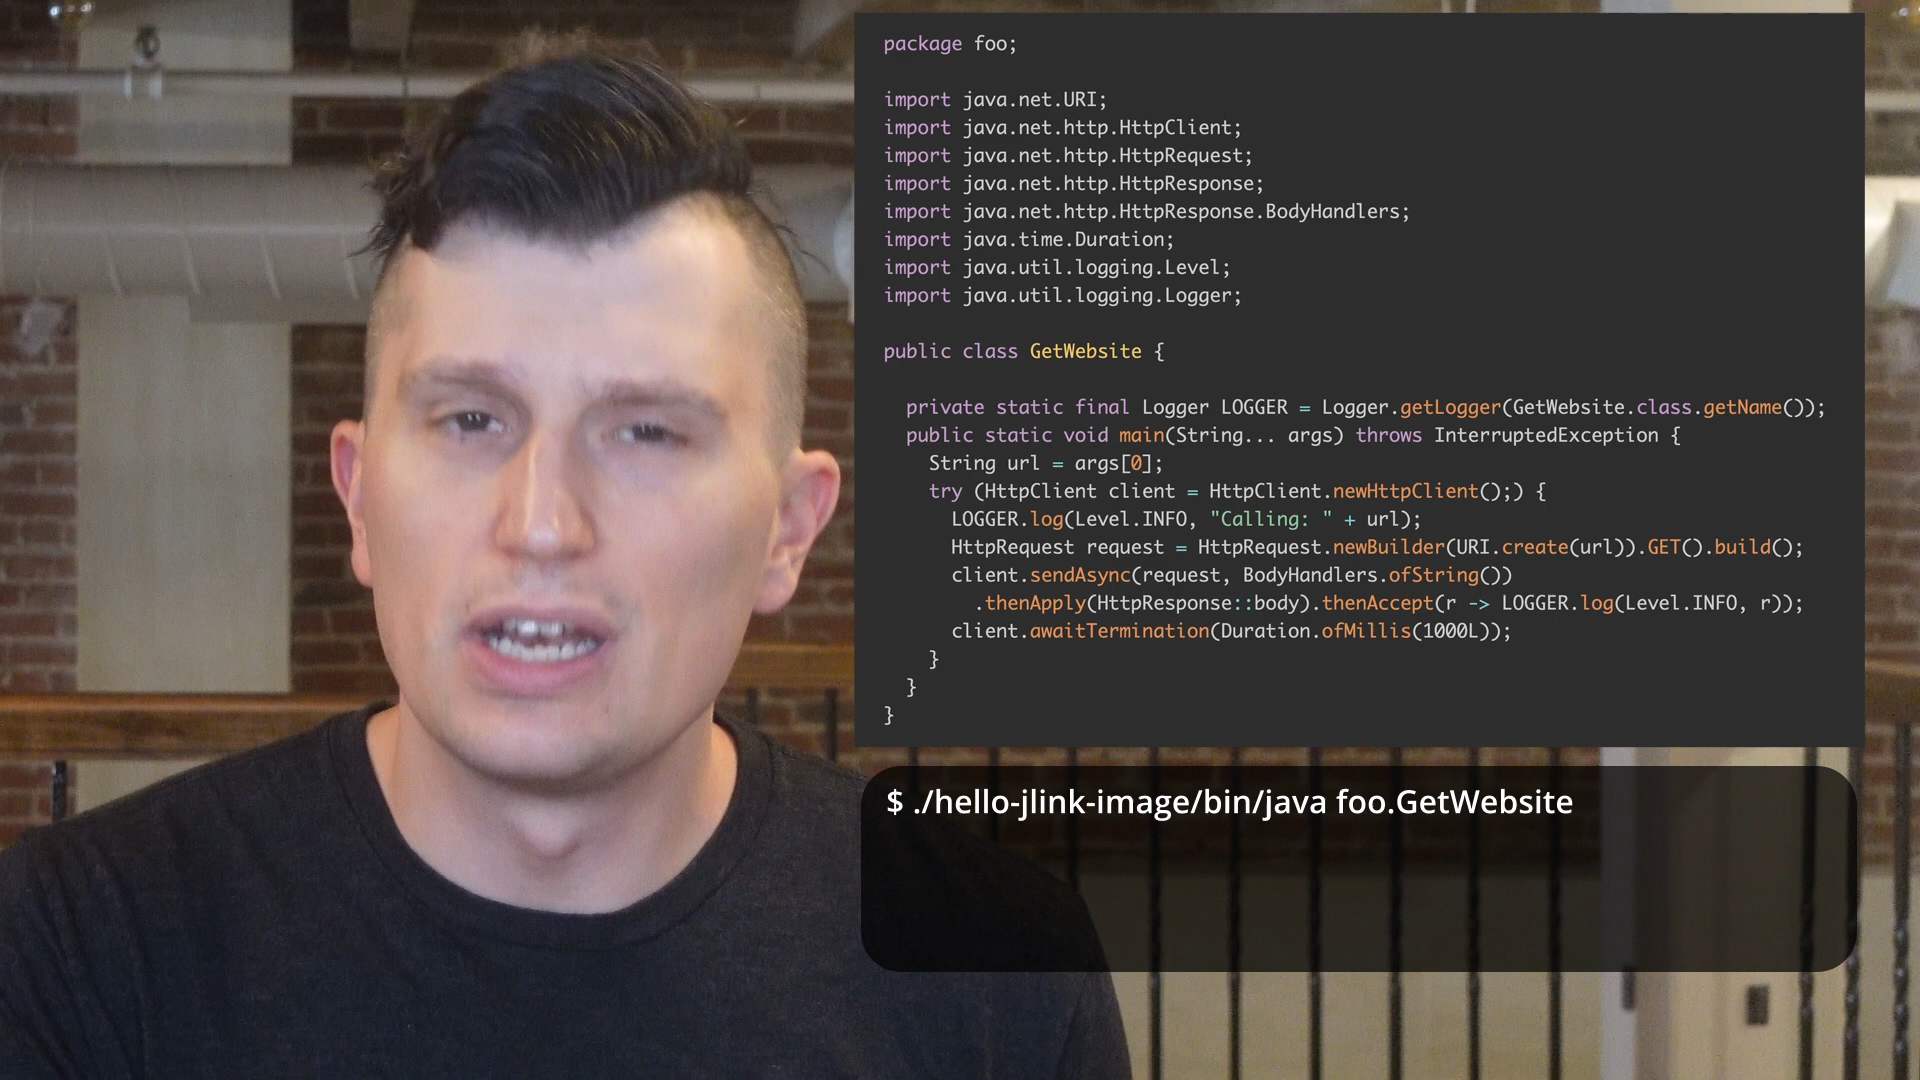 package foo;
import java.net.URI;
import java.net.http.HttpClient;
import java.net.http.HttpRequest;
import java.net.http.HttpResponse;
import java.net.http.HttpResponse.BodyHandlers;
import java.time.Duration;
import java.util.logging.Level;
import java.util.logging.Logger;
public class GetWebsite {
private static final Logger LOGGER = Logger.getLogger(GetWebsite.class.getName());
public static void main(String... args) throws InterruptedException {
String url = args[0];
try (HttpClient client = HttpClient.newHttpClient();) {
LOGGER.log(Level.INFO, "Calling: " + url);
HttpRequest request = HttpRequest.newBuilder(URI.create(url)).GET().build();
client.sendAsync(request, BodyHandlers.ofString())
.thenApply(HttpResponse::body).thenAccept(r -> LOGGER.log(Level.INFO, r));
client.awaitTermination(Duration.ofMillis(1000L));
}
}
}
$ ./hello-jlink-image/bin/java foo.GetWebsite